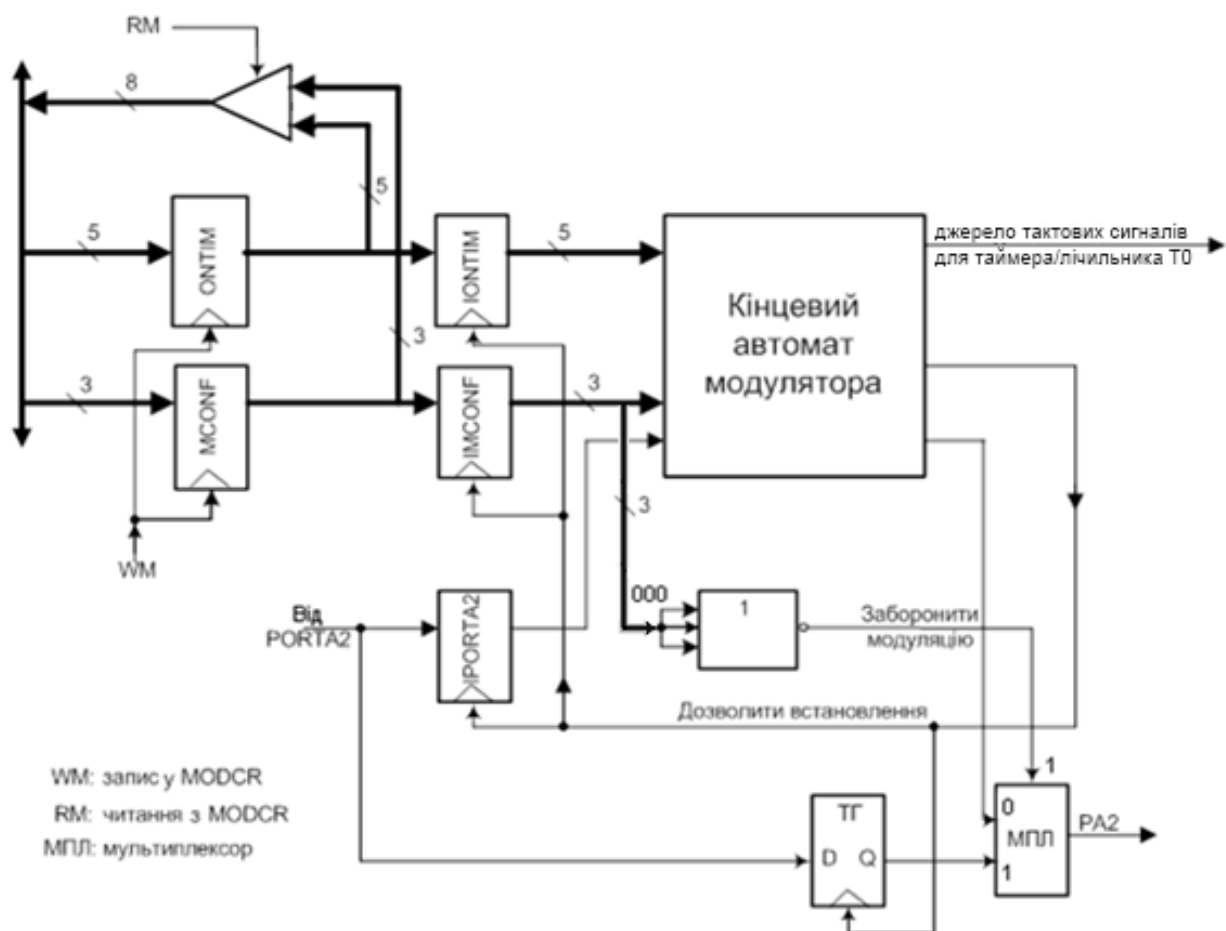 RM
8
5
5
ONTIM
IONTIM
5
джерело тактових сигналів
для таймера/лічильника T0
Кінцевий
автомат
модулятора
3
3
MCONF
IMCONF
3
3
WM
Від
PORTA2
IPORTA2
000
1
Заборонити
модуляцію
Дозволити встановлення
WM: запис у MODCR
RM: читання з MODCR
МПЛ: мультиплексор
ТГ
D Q
1
0
МПЛ
1
PA2